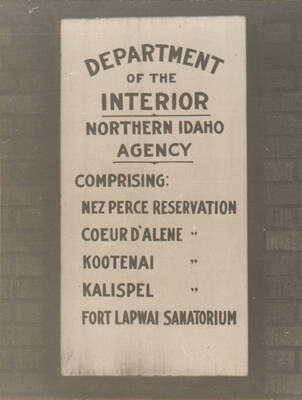 DEPARTMENT
OF THE
INTERIOR
NORTHERN IDAHO
AGENCY
COMPRISING:
NEZ PERCE RESERVATION
COEUR D'ALENE "
KOOTENAI "
KALISPEL "
FORT LAPWAI SANATORIUM